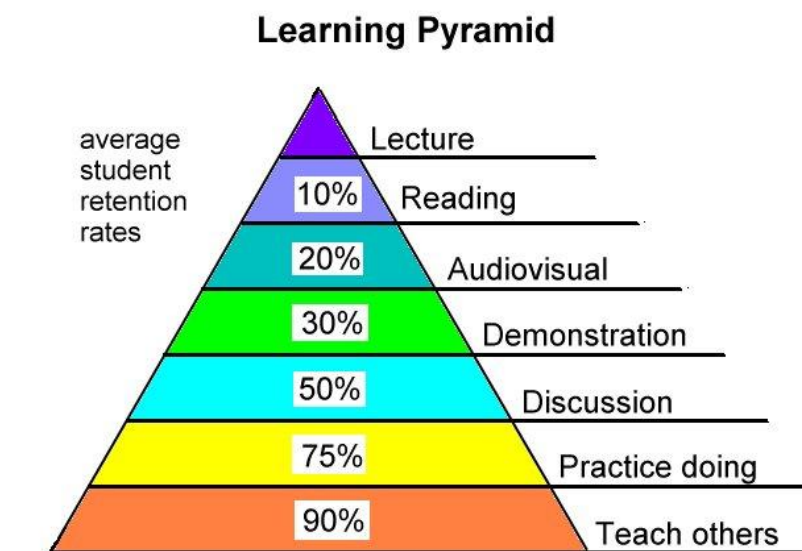 Learning Pyramid
average
student
retention
rates
Lecture
10% Reading
20% Audiovisual
30% Demonstration
50% Discussion
75% Practice doing
90% Teach others